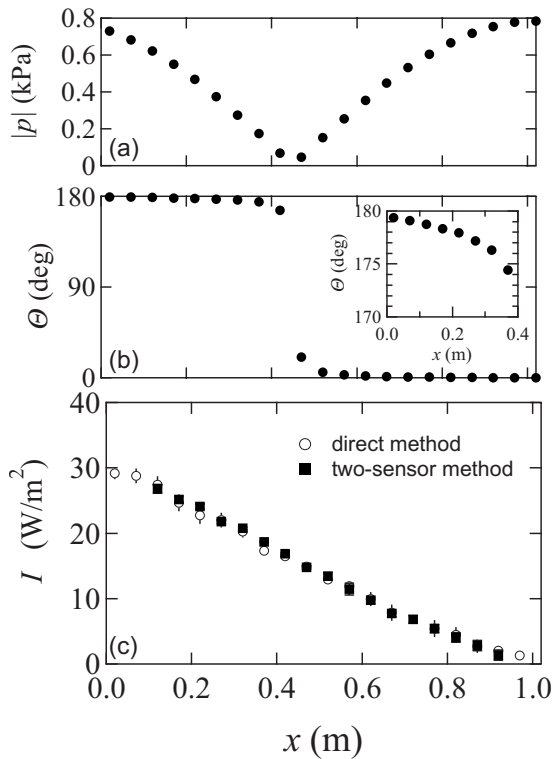 0.8
0.6
0.4
0.2
0
|p| (kPa)
(a)
180
90
0
Θ (deg)
(b)
180
175
170
Θ (deg)
0.0 0.2 0.4
x (m)
40
30
20
10
0
I (W/m²)
direct method
two-sensor method
(c)
0.0 0.2 0.4 0.6 0.8 1.0
x (m)